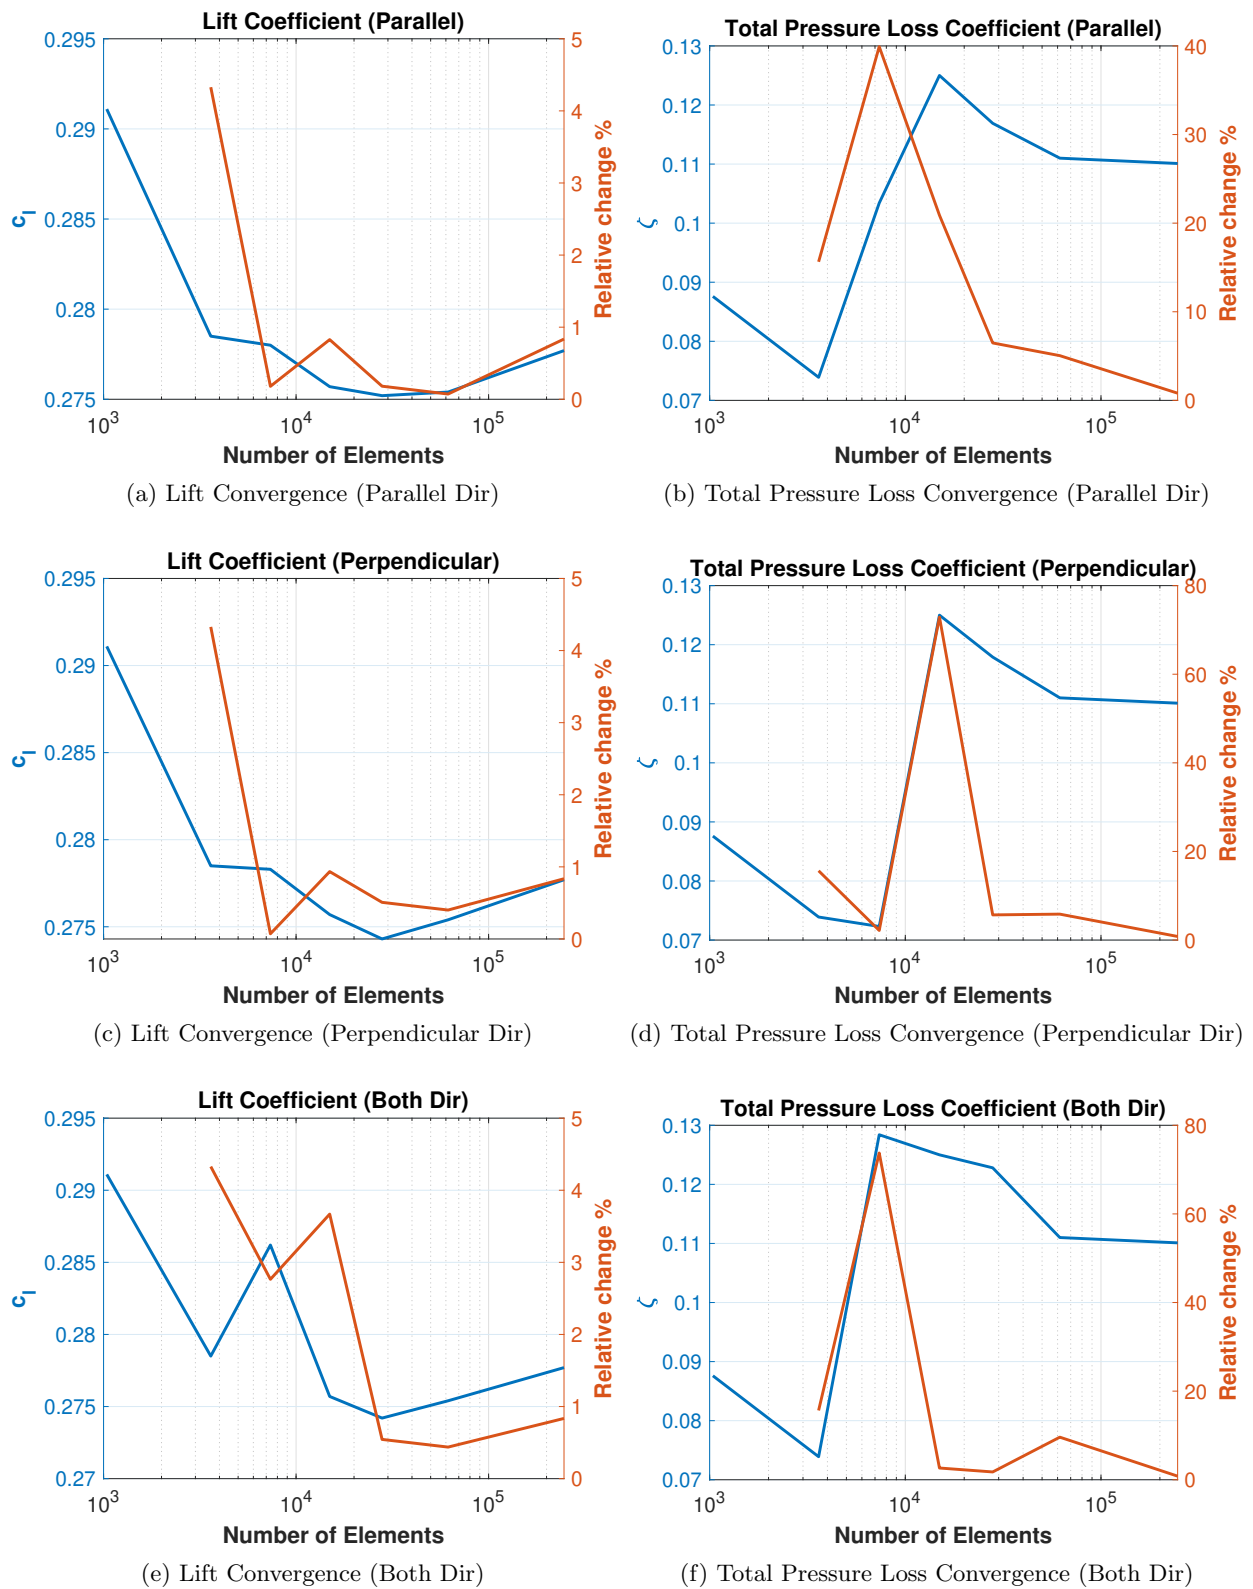 Lift Coefficient (Parallel)
0.295
0.29
0.285
0.28
0.275
c_l
5
4
3
2
1
0
Relative change %
10^3
10^4
10^5
Number of Elements
(a) Lift Convergence (Parallel Dir)
Total Pressure Loss Coefficient (Parallel)
0.13
0.12
0.11
0.1
0.09
0.08
0.07
ζ
40
30
20
10
0
Relative change %
10^3
10^4
10^5
Number of Elements
(b) Total Pressure Loss Convergence (Parallel Dir)
Lift Coefficient (Perpendicular)
0.295
0.29
0.285
0.28
0.275
c_l
5
4
3
2
1
0
Relative change %
10^3
10^4
10^5
Number of Elements
(c) Lift Convergence (Perpendicular Dir)
Total Pressure Loss Coefficient (Perpendicular)
0.13
0.12
0.11
0.1
0.09
0.08
0.07
ζ
80
60
40
20
0
Relative change %
10^3
10^4
10^5
Number of Elements
(d) Total Pressure Loss Convergence (Perpendicular Dir)
Lift Coefficient (Both Dir)
0.295
0.29
0.285
0.28
0.275
0.27
c_l
5
4
3
2
1
0
Relative change %
10^3
10^4
10^5
Number of Elements
(e) Lift Convergence (Both Dir)
Total Pressure Loss Coefficient (Both Dir)
0.13
0.12
0.11
0.1
0.09
0.08
0.07
ζ
80
60
40
20
0
Relative change %
10^3
10^4
10^5
Number of Elements
(f) Total Pressure Loss Convergence (Both Dir)